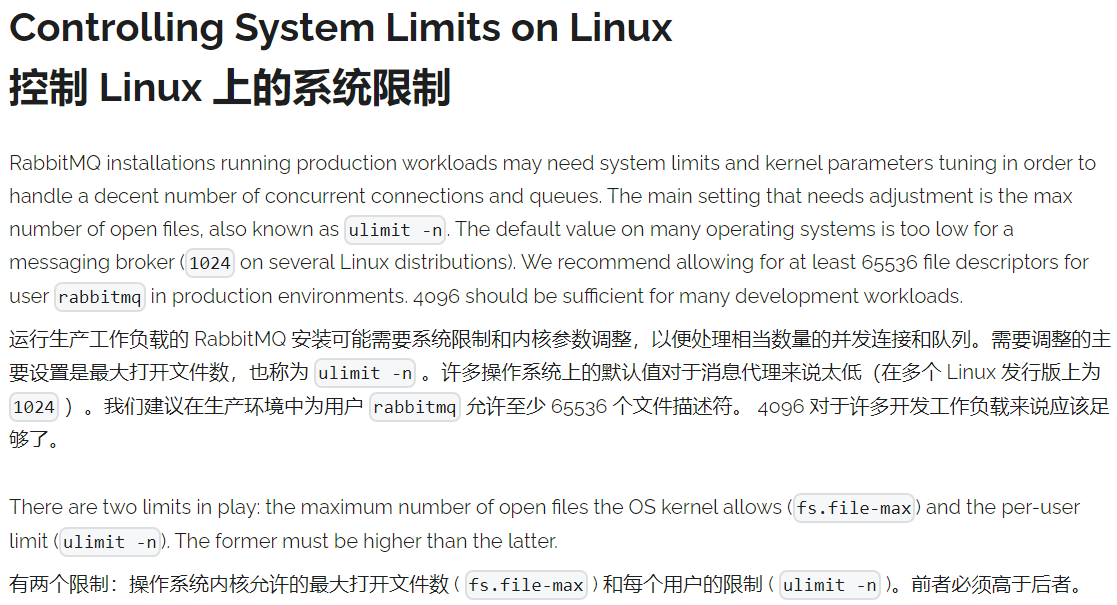 Controlling System Limits on Linux
控制 Linux 上的系统限制
RabbitMQ installations running production workloads may need system limits and kernel parameters tuning in order to
handle a decent number of concurrent connections and queues. The main setting that needs adjustment is the max
number of open files, also known as ulimit -n. The default value on many operating systems is too low for a
messaging broker (1024 on several Linux distributions). We recommend allowing for at least 65536 file descriptors for
user rabbitmq in production environments. 4096 should be sufficient for many development workloads.
运行生产工作负载的 RabbitMQ 安装可能需要系统限制和内核参数调整，以便处理相当数量的并发连接和队列。需要调整的主
要设置是最大打开文件数，也称为 ulimit -n 。许多操作系统上的默认值对于消息代理来说太低（在多个 Linux 发行版上为
1024 ）。我们建议在生产环境中为用户 rabbitmq 允许至少 65536 个文件描述符。 4096 对于许多开发工作负载来说应该足
够了。
There are two limits in play: the maximum number of open files the OS kernel allows (fs.file-max) and the per-user
limit (ulimit -n). The former must be higher than the latter.
有两个限制：操作系统内核允许的最大打开文件数 ( fs.file-max ) 和每个用户的限制 ( ulimit -n )。前者必须高于后者。